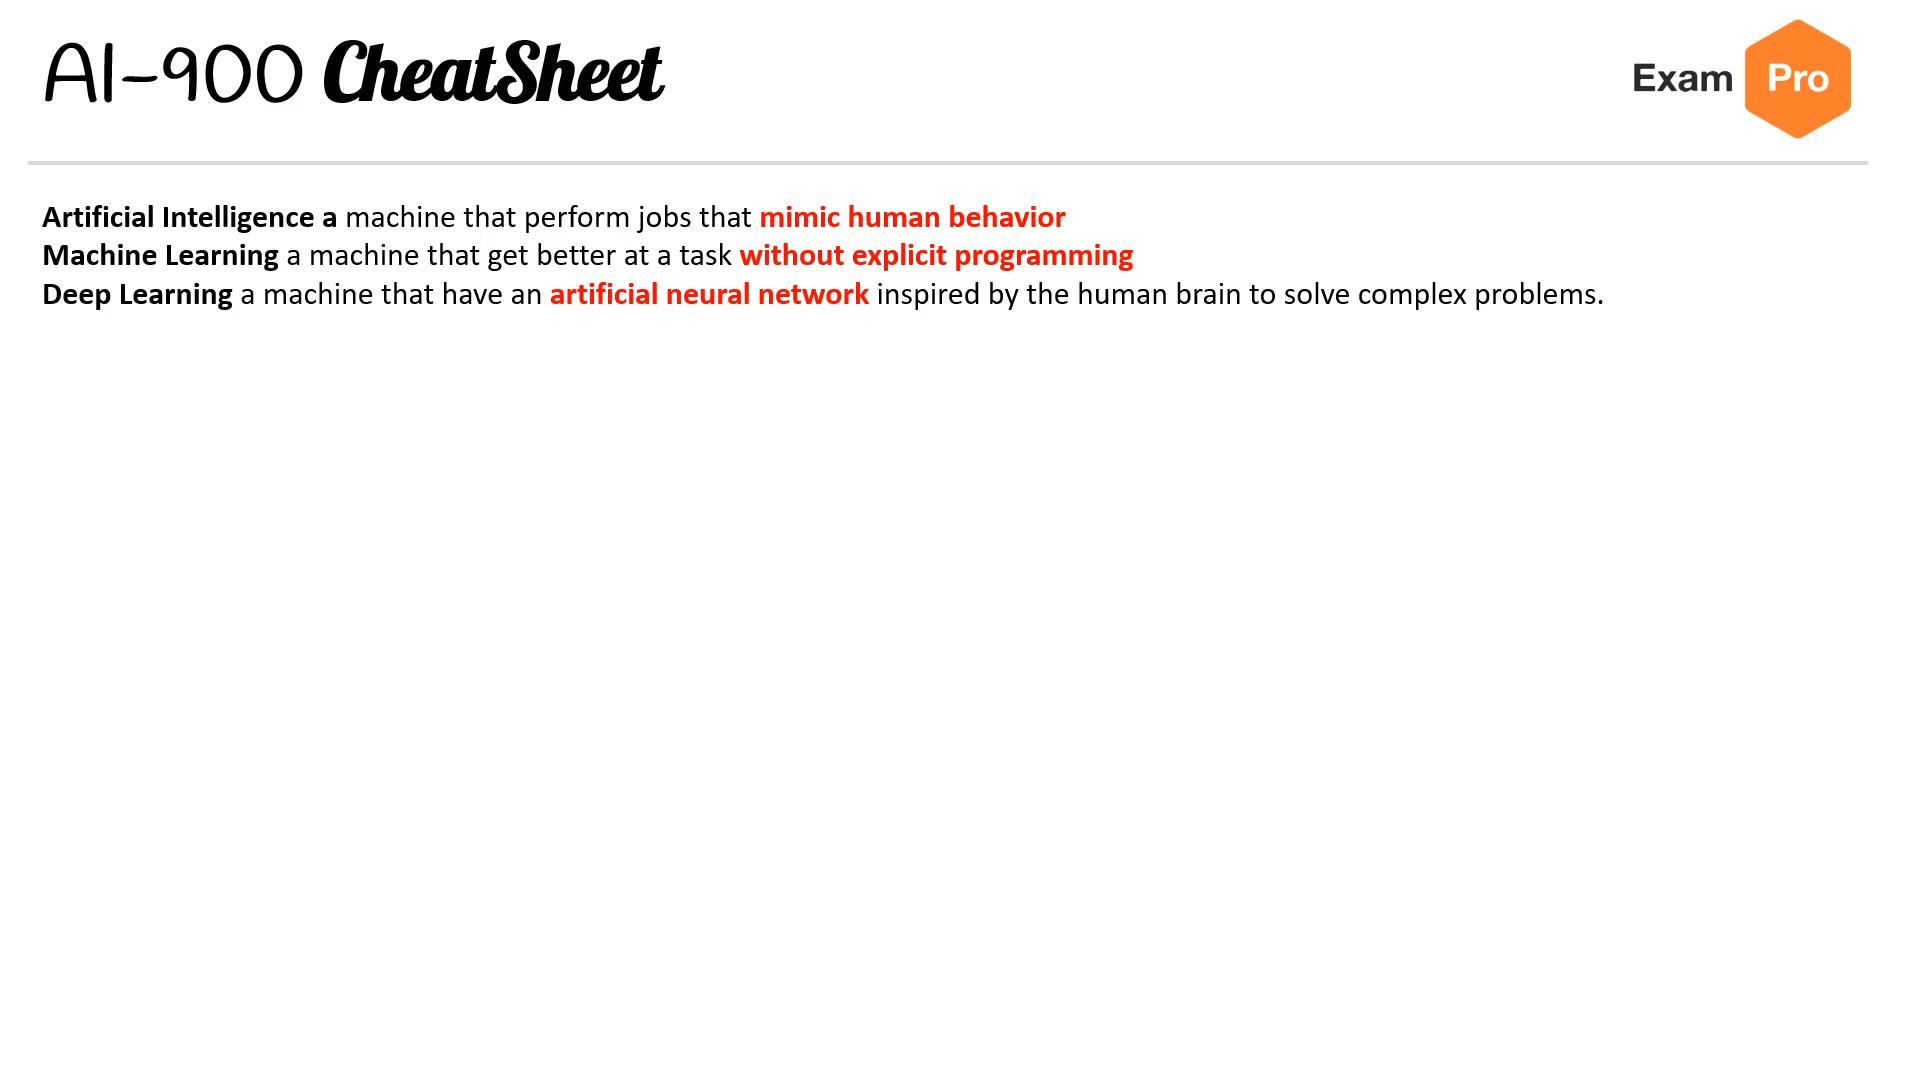 AI-900 CheatSheet
Exam Pro
Artificial Intelligence a machine that perform jobs that mimic human behavior
Machine Learning a machine that get better at a task without explicit programming
Deep Learning a machine that have an artificial neural network inspired by the human brain to solve complex problems.